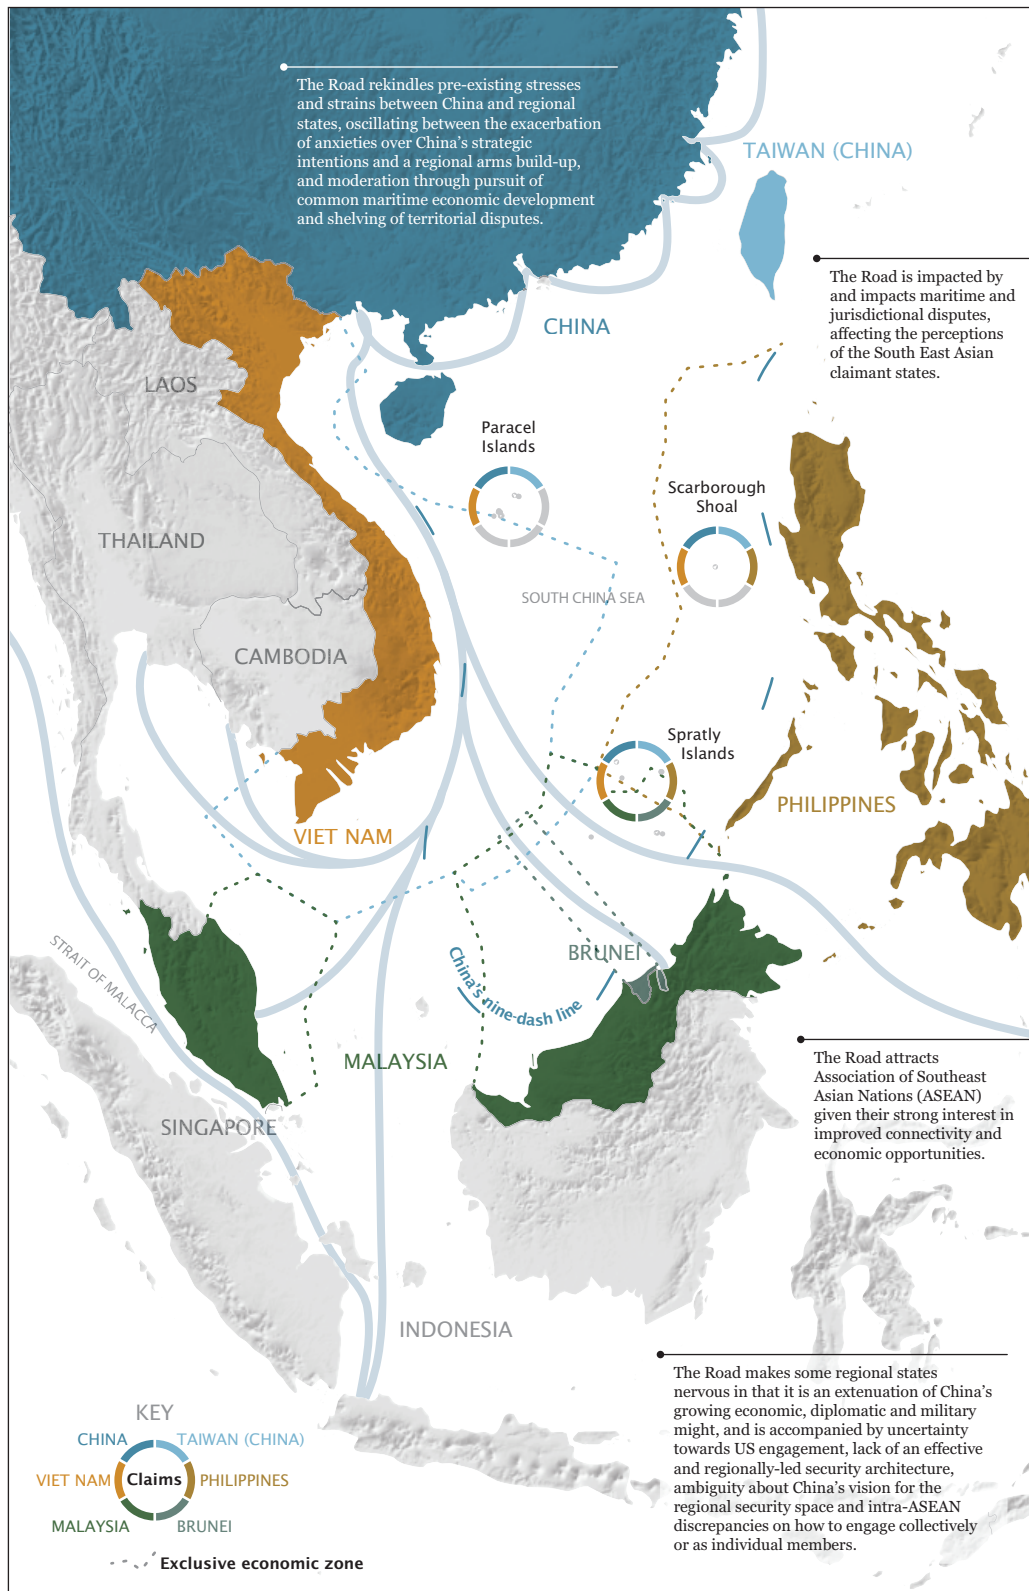 The Road rekindles pre-existing stresses
and strains between China and regional
states, oscillating between the exacerbation
of anxieties over China's strategic
intentions and a regional arms build-up,
and moderation through pursuit of
common maritime economic development
and shelving of territorial disputes.
TAIWAN (CHINA)
The Road is impacted by
and impacts maritime and
jurisdictional disputes,
affecting the perceptions
of the South East Asian
claimant states.
CHINA
LAOS
Paracel
Islands
Scarborough
Shoal
THAILAND
SOUTH CHINA SEA
CAMBODIA
Spratly
Islands
PHILIPPINES
VIET NAM
STRAIT OF MALACCA
BRUNEI
China's nine-dash line
MALAYSIA
SINGAPORE
The Road attracts
Association of Southeast
Asian Nations (ASEAN)
given their strong interest in
improved connectivity and
economic opportunities.
INDONESIA
The Road makes some regional states
nervous in that it is an extenuation of China's
growing economic, diplomatic and military
might, and is accompanied by uncertainty
towards US engagement, lack of an effective
and regionally-led security architecture,
ambiguity about China's vision for the
regional security space and intra-ASEAN
discrepancies on how to engage collectively
or as individual members.
KEY
CHINA
TAIWAN (CHINA)
VIET NAM
Claims
PHILIPPINES
MALAYSIA
BRUNEI
Exclusive economic zone